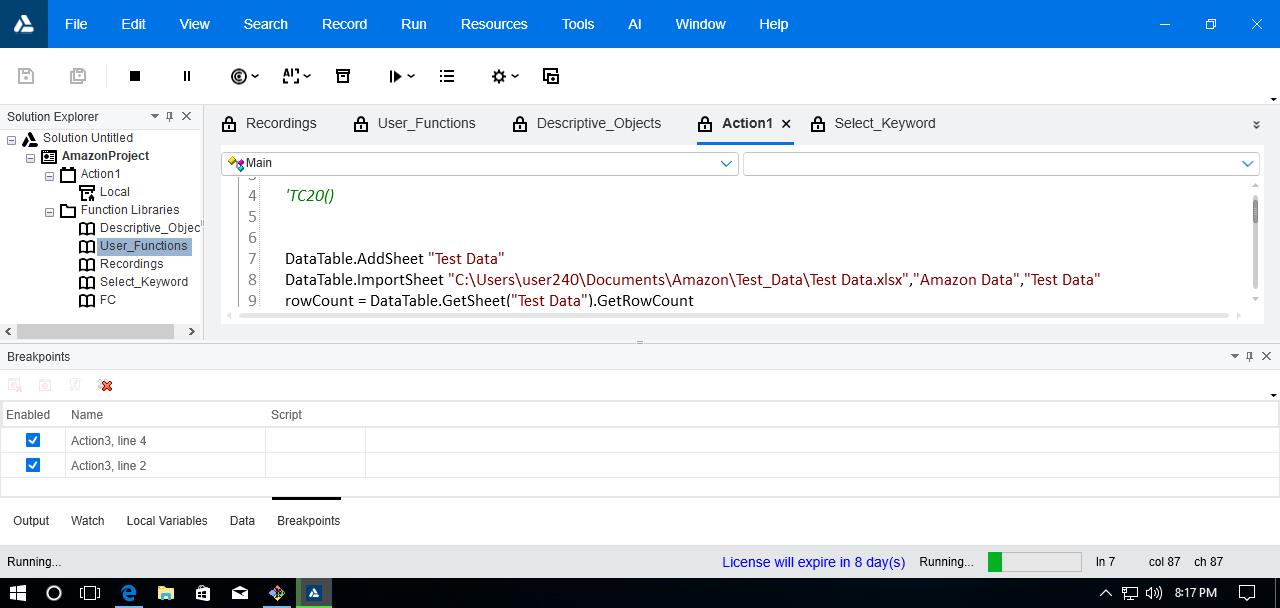 File Edit View Search Record Run Resources Tools AI Window Help
Solution Explorer
Solution Untitled
AmazonProject
Action1
Local
Function Libraries
Descriptive_Objec
User_Functions
Recordings
Select_Keyword
FC
Recordings User_Functions Descriptive_Objects Action1 Select_Keyword
Main
4 'TC20()
5
6
7 DataTable.AddSheet "Test Data"
8 DataTable.ImportSheet "C:\Users\user240\Documents\Amazon\Test_Data\Test Data.xlsx","Amazon Data","Test Data"
9 rowCount = DataTable.GetSheet("Test Data").GetRowCount
Breakpoints
Enabled Name Script
Action3, line 4
Action3, line 2
Output Watch Local Variables Data Breakpoints
Running... License will expire in 8 day(s) Running... ln 7 col 87 ch 87
8:17 PM